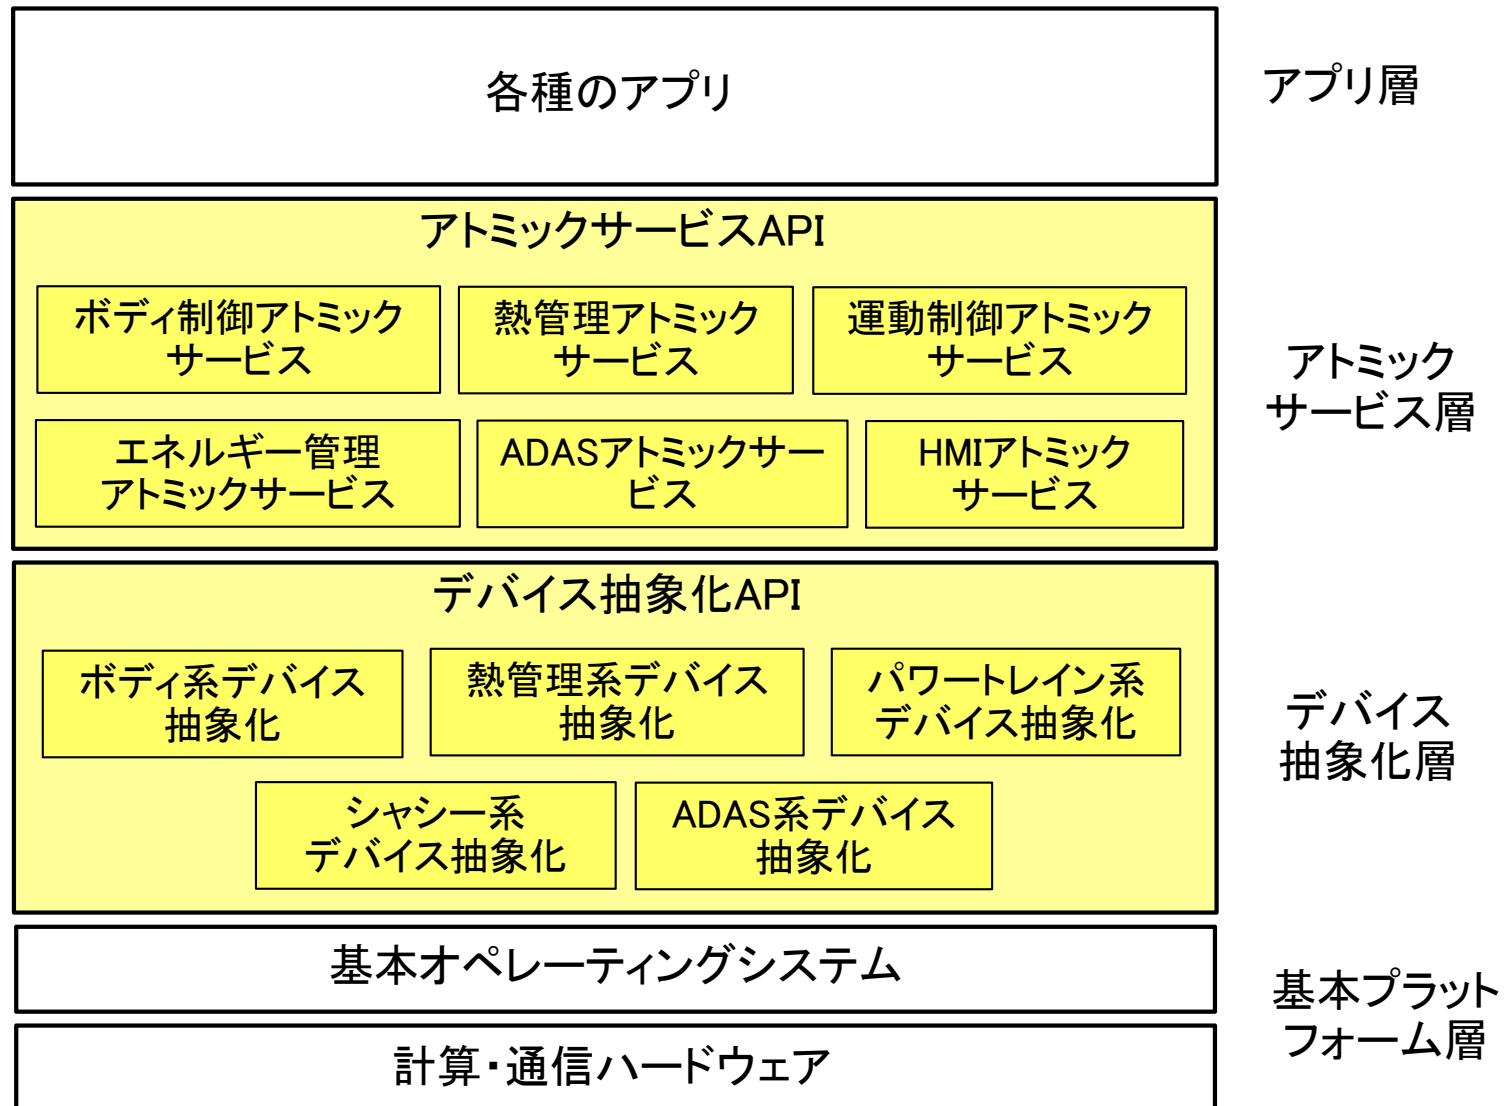 各種のアプリ
アプリ層
アトミックサービスAPI
ボディ制御アトミック
サービス
熱管理アトミック
サービス
運動制御アトミック
サービス
エネルギー管理
アトミックサービス
ADASアトミックサー
ビス
HMIアトミック
サービス
アトミック
サービス層
デバイス抽象化API
ボディ系デバイス
抽象化
熱管理系デバイス
抽象化
パワートレイン系
デバイス抽象化
シャシー系
デバイス抽象化
ADAS系デバイス
抽象化
デバイス
抽象化層
基本オペレーティングシステム
計算・通信ハードウェア
基本プラット
フォーム層